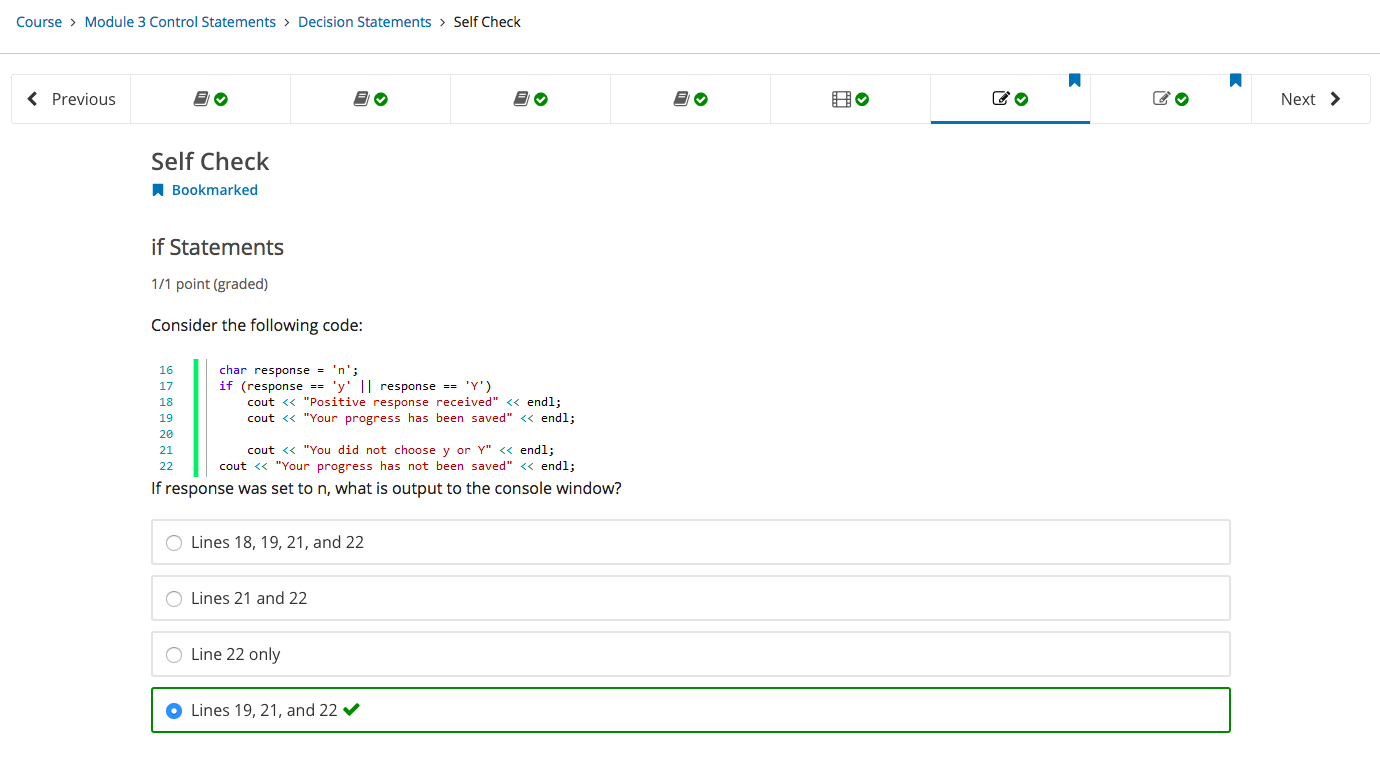 Course > Module 3 Control Statements > Decision Statements > Self Check
Previous
Next
Self Check
Bookmarked
if Statements
1/1 point (graded)
Consider the following code:
16 char response = 'n';
17 if (response == 'y' || response == 'Y')
18 cout << "Positive response received" << endl;
19 cout << "Your progress has been saved" << endl;
20
21 cout << "You did not choose y or Y" << endl;
22 cout << "Your progress has not been saved" << endl;
If response was set to n, what is output to the console window?
Lines 18, 19, 21, and 22
Lines 21 and 22
Line 22 only
Lines 19, 21, and 22